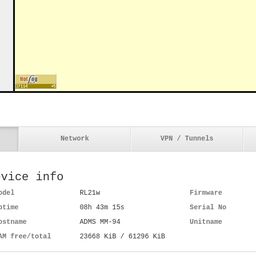 Network VPN / Tunnels
vice info
odel RL21w Firmware
ptime 08h 43m 15s Serial No
ostname ADMS MM-94 Unitname
AM free/total 23668 KiB / 61296 KiB